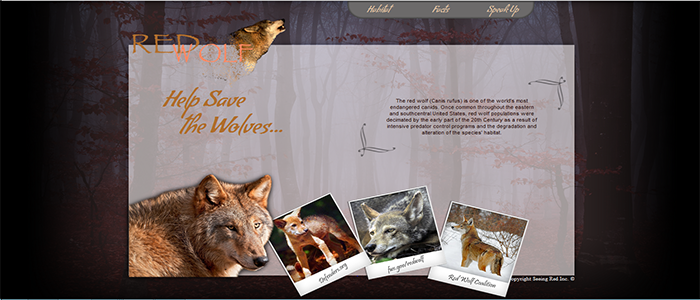 Habitat Facts Speak Up
RED WOLF
Help Save
the Wolves...
The red wolf (Canis rufus) is one of the world's most
endangered canids. Once common throughout the eastern
and southcentral United States, red wolf populations were
decimated by the early part of the 20th Century as a result of
intensive predator control programs and the degradation and
alteration of the species' habitat.
Defenders.org
fws.gov/redwolf
Red Wolf Coalition
opyright Seeing Red Inc. ©